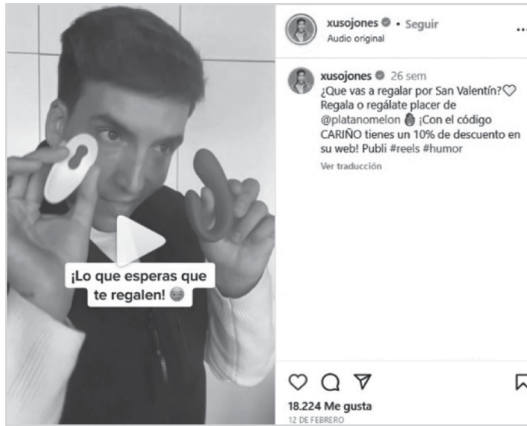 xusojones • Seguir
Audio original
xusojones 26 sem
¿Que vas a regalar por San Valentín?♡
Regala o regálate placer de
@platanomelon ¡Con el código
CARIÑO tienes un 10% de descuento en
su web! Publi #reels #humor
Ver traducción
¡Lo que esperas que
te regalen!
18.224 Me gusta
12 DE FEBRERO